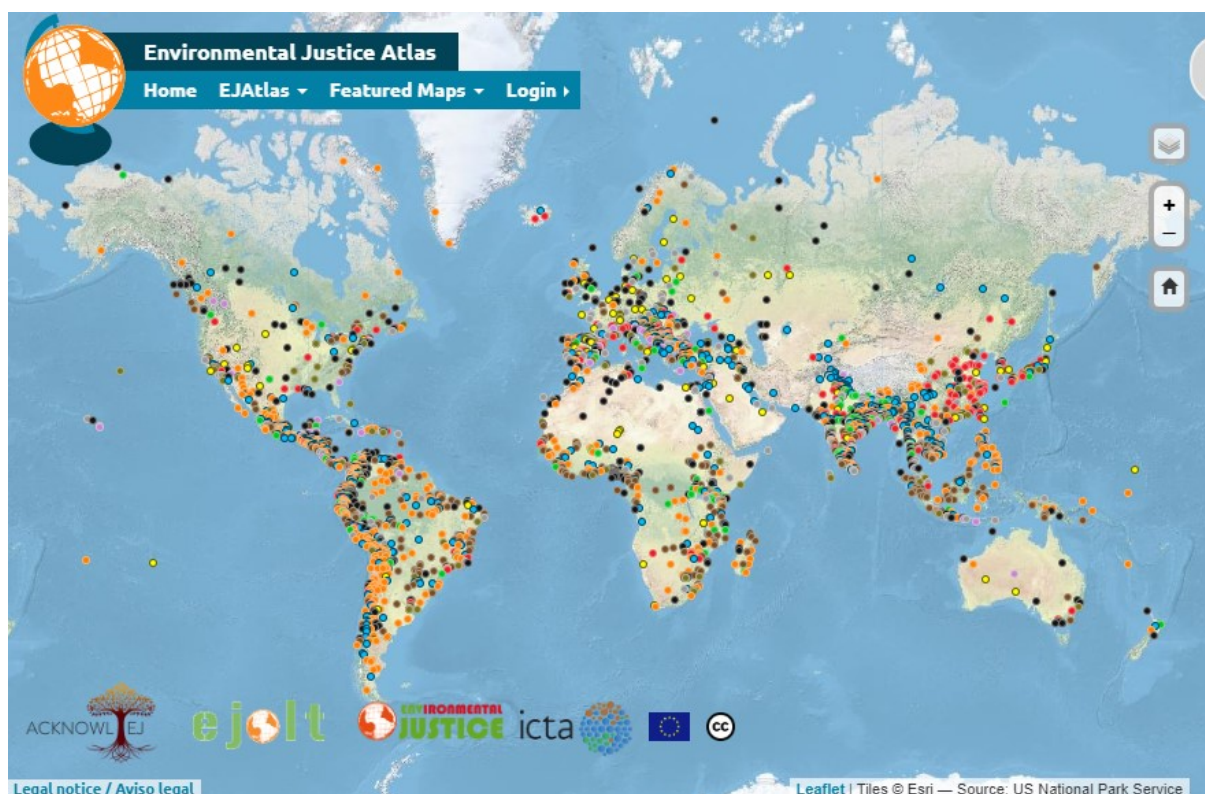 Environmental Justice Atlas
Home EJAtlas Featured Maps Login
+
–
ACKNOWL EJ
ejolt
ENVIRONMENTAL
JUSTICE
icta
cc
Legal notice / Aviso legal
Leaflet | Tiles © Esri — Source: US National Park Service